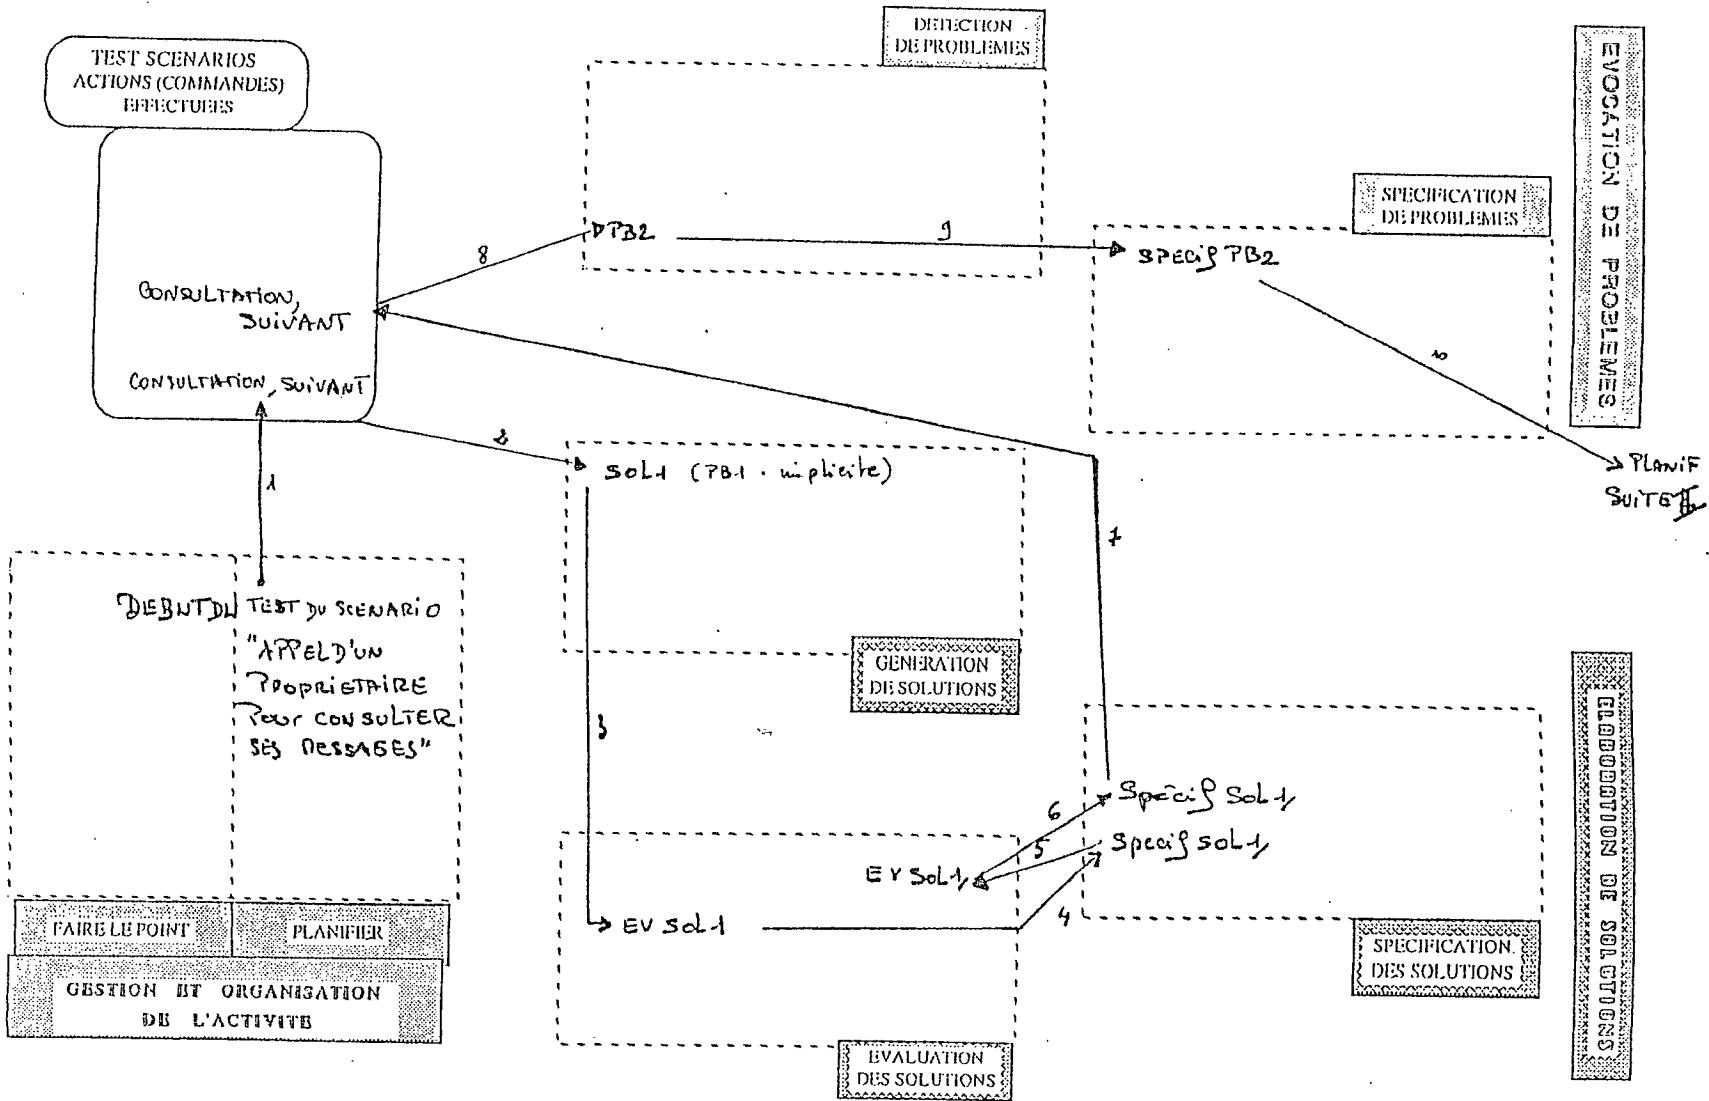 DETECTION
DE PROBLEMES
TEST SCENARIOS
ACTIONS (COMMANDES)
EFFECTUEES
EVOCATION DE PROBLEMES
SPECIFICATION
DE PROBLEMES
PB2
9
SPECIF PB2
8
CONSULTATION,
SUIVANT
10
CONSULTATION, SUIVANT
2
SOL1 (PB1 - implicite)
PLANIF
SUITE II
1
7
DEBUT DU TEST DU SCENARIO
"APPEL D'UN
PROPRIETAIRE
POUR CONSULTER
SES MESSAGES"
GENERATION
DE SOLUTIONS
ELABORATION DE SOLUTIONS
3
Spécif SOL1
6
5
Specif SOL1
EV SOL1
4
EV SOL1
FAIRE LE POINT
PLANIFIER
SPECIFICATION
DES SOLUTIONS
GESTION ET ORGANISATION
DE L'ACTIVITE
EVALUATION
DES SOLUTIONS